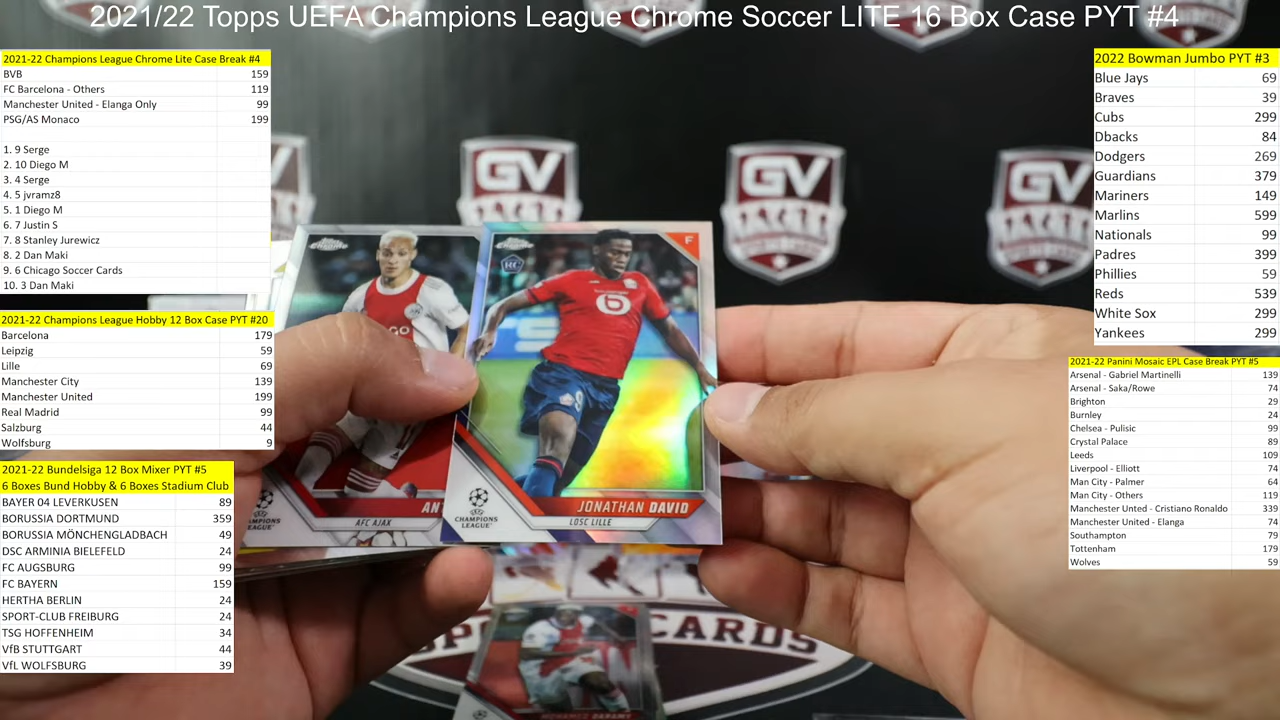 2021/22 Topps UEFA Champions League Chrome Soccer LITE 16 Box Case PYT #4
2021-22 Champions League Chrome Lite Case Break #4
BVB 159
FC Barcelona - Others 119
Manchester United - Elanga Only 99
PSG/AS Monaco 199
1. 9 Serge
2. 10 Diego M
3. 4 Serge
4. 5 jvramz8
5. 1 Diego M
6. 7 Justin S
7. 8 Stanley Jurewicz
8. 2 Dan Maki
9. 6 Chicago Soccer Cards
10. 3 Dan Maki
2021-22 Champions League Hobby 12 Box Case PYT #20
Barcelona 179
Leipzig 59
Lille 69
Manchester City 139
Manchester United 199
Real Madrid 99
Salzburg 44
Wolfsburg 9
2021-22 Bundelsiga 12 Box Mixer PYT #5
6 Boxes Bund Hobby & 6 Boxes Stadium Club
BAYER 04 LEVERKUSEN 89
BORUSSIA DORTMUND 359
BORUSSIA MÖNCHENGLADBACH 49
DSC ARMINIA BIELEFELD 24
FC AUGSBURG 99
FC BAYERN 159
HERTHA BERLIN 24
SPORT-CLUB FREIBURG 24
TSG HOFFENHEIM 34
VfB STUTTGART 44
VfL WOLFSBURG 39
2022 Bowman Jumbo PYT #3
Blue Jays 69
Braves 39
Cubs 299
Dbacks 84
Dodgers 269
Guardians 379
Mariners 149
Marlins 599
Nationals 99
Padres 399
Phillies 59
Reds 539
White Sox 299
Yankees 299
2021-22 Panini Mosaic EPL Case Break PYT #5
Arsenal - Gabriel Martinelli 139
Arsenal - Saka/Rowe 74
Brighton 29
Burnley 24
Chelsea - Pulisic 99
Crystal Palace 89
Leeds 109
Liverpool - Elliott 74
Man City - Palmer 64
Man City - Others 119
Manchester Unted - Cristiano Ronaldo 339
Manchester United - Elanga 74
Southampton 79
Tottenham 179
Wolves 59
GV
GV
GV
Chrome
Chrome
RC
F
AN
AFC AJAX
JONATHAN DAVID
LOSC LILLE
CHAMPIONS
LEAGUE
CARDS